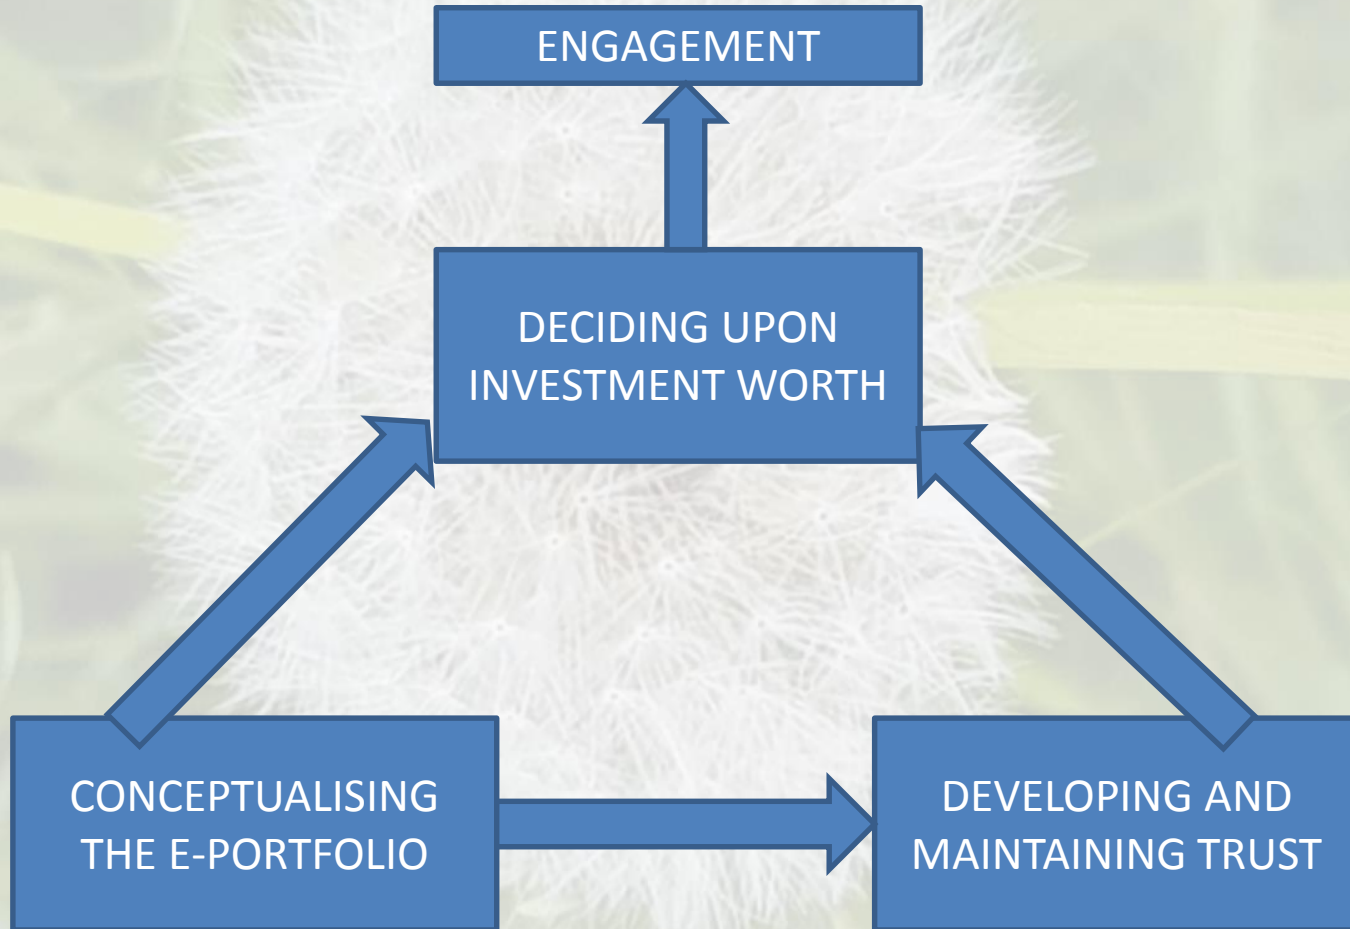 ENGAGEMENT
DECIDING UPON
INVESTMENT WORTH
CONCEPTUALISING
THE E-PORTFOLIO
DEVELOPING AND
MAINTAINING TRUST